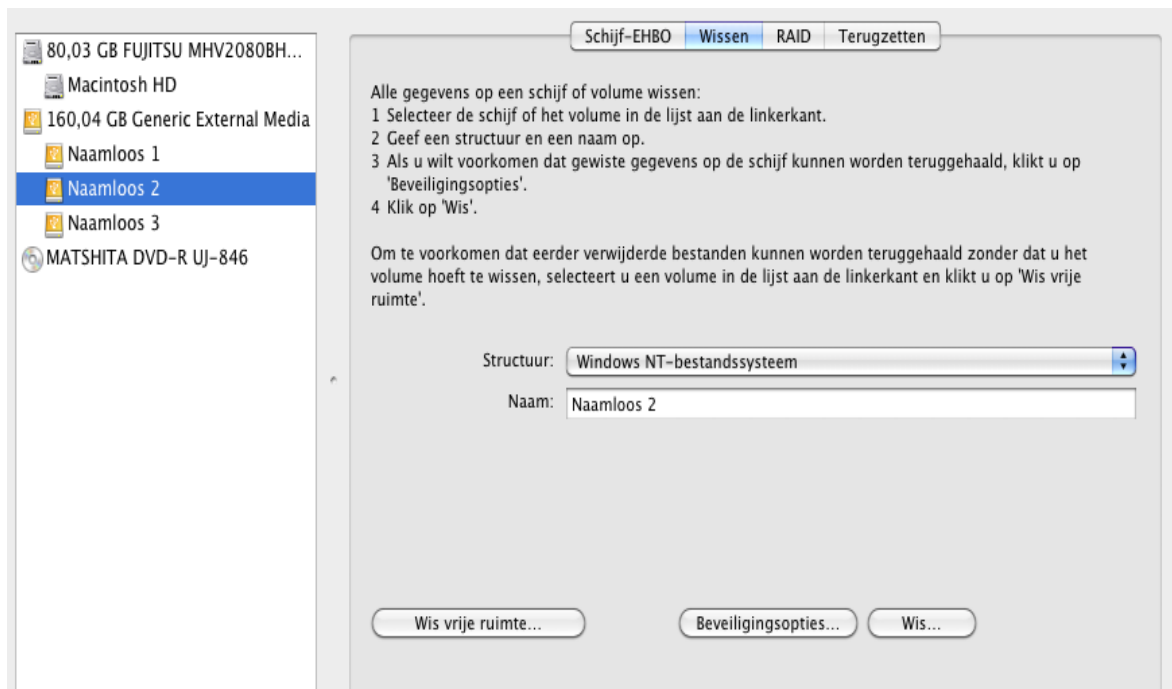 80,03 GB FUJITSU MHV2080BH...
Macintosh HD
160,04 GB Generic External Media
Naamloos 1
Naamloos 2
Naamloos 3
MATSHITA DVD-R UJ-846
Schijf-EHBO
Wissen
RAID
Terugzetten
Alle gegevens op een schijf of volume wissen:
1 Selecteer de schijf of het volume in de lijst aan de linkerkant.
2 Geef een structuur en een naam op.
3 Als u wilt voorkomen dat gewiste gegevens op de schijf kunnen worden teruggehaald, klikt u op
'Beveiligingsopties'.
4 Klik op 'Wis'.
Om te voorkomen dat eerder verwijderde bestanden kunnen worden teruggehaald zonder dat u het
volume hoeft te wissen, selecteert u een volume in de lijst aan de linkerkant en klikt u op 'Wis vrije
ruimte'.
Structuur: Windows NT-bestandssysteem
Naam: Naamloos 2
Wis vrije ruimte...
Beveiligingsopties...
Wis...